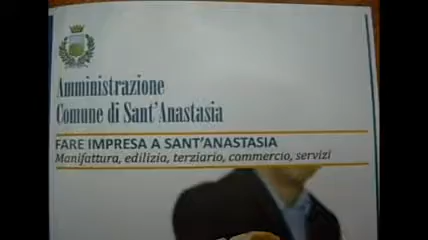 Amministrazione
Comune di Sant'Anastasia
FARE IMPRESA A SANT'ANASTASIA
Manifattura, edilizia, terziario, commercio, servizi